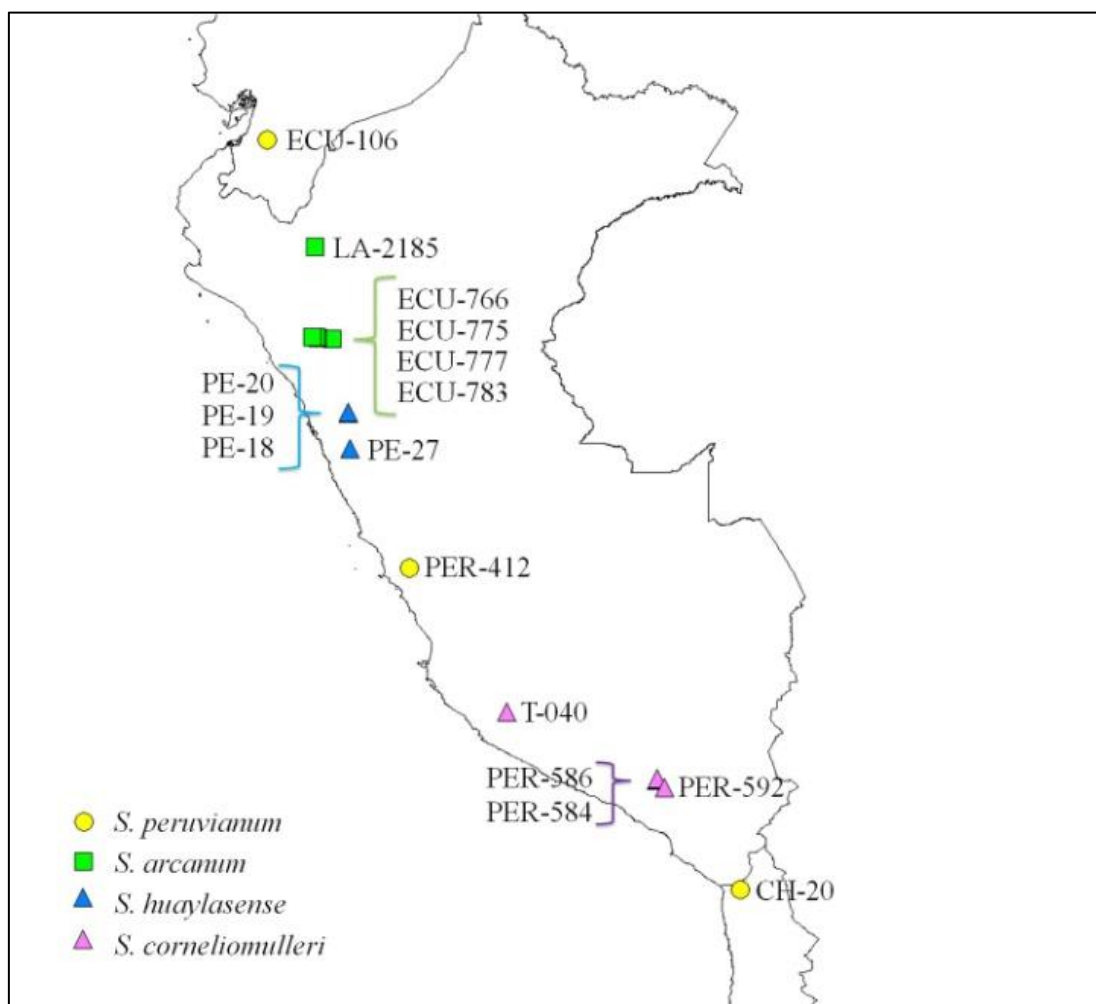 ECU-106
LA-2185
ECU-766
ECU-775
ECU-777
ECU-783
PE-20
PE-19
PE-18
PE-27
PER-412
T-040
PER-586
PER-584
PER-592
CH-20
S. peruvianum
S. arcanum
S. huaylasense
S. corneliomulleri